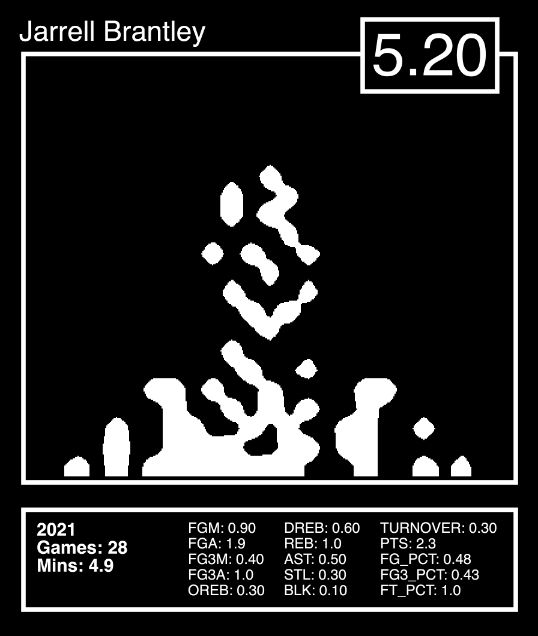 Jarrell Brantley
5.20
2021
Games: 28
Mins: 4.9
FGM: 0.90
FGA: 1.9
FG3M: 0.40
FG3A: 1.0
OREB: 0.30
DREB: 0.60
REB: 1.0
AST: 0.50
STL: 0.30
BLK: 0.10
TURNOVER: 0.30
PTS: 2.3
FG_PCT: 0.48
FG3_PCT: 0.43
FT_PCT: 1.0